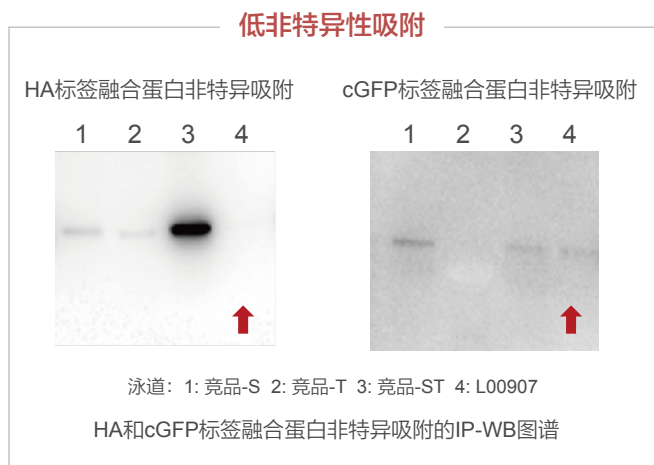 低非特异性吸附
HA标签融合蛋白非特异吸附
cGFP标签融合蛋白非特异吸附
1 2 3 4
1 2 3 4
泳道：1: 竞品-S 2: 竞品-T 3: 竞品-ST 4: L00907
HA和cGFP标签融合蛋白非特异吸附的IP-WB图谱